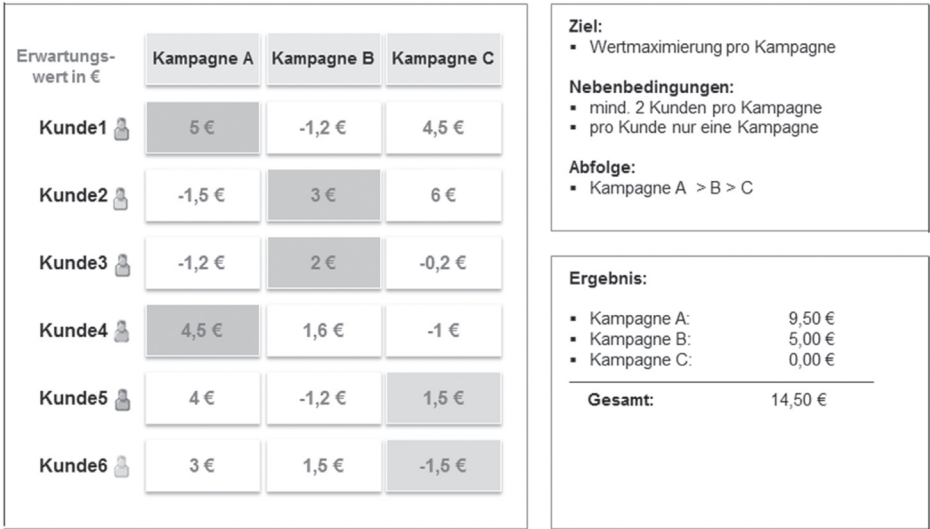 Erwartungs-
wert in €
Kampagne A Kampagne B Kampagne C
Kunde1 5 € -1,2 € 4,5 €
Kunde2 -1,5 € 3 € 6 €
Kunde3 -1,2 € 2 € -0,2 €
Kunde4 4,5 € 1,6 € -1 €
Kunde5 4 € -1,2 € 1,5 €
Kunde6 3 € 1,5 € -1,5 €
Ziel:
▪ Wertmaximierung pro Kampagne
Nebenbedingungen:
▪ mind. 2 Kunden pro Kampagne
▪ pro Kunde nur eine Kampagne
Abfolge:
▪ Kampagne A > B > C
Ergebnis:
▪ Kampagne A: 9,50 €
▪ Kampagne B: 5,00 €
▪ Kampagne C: 0,00 €
Gesamt: 14,50 €